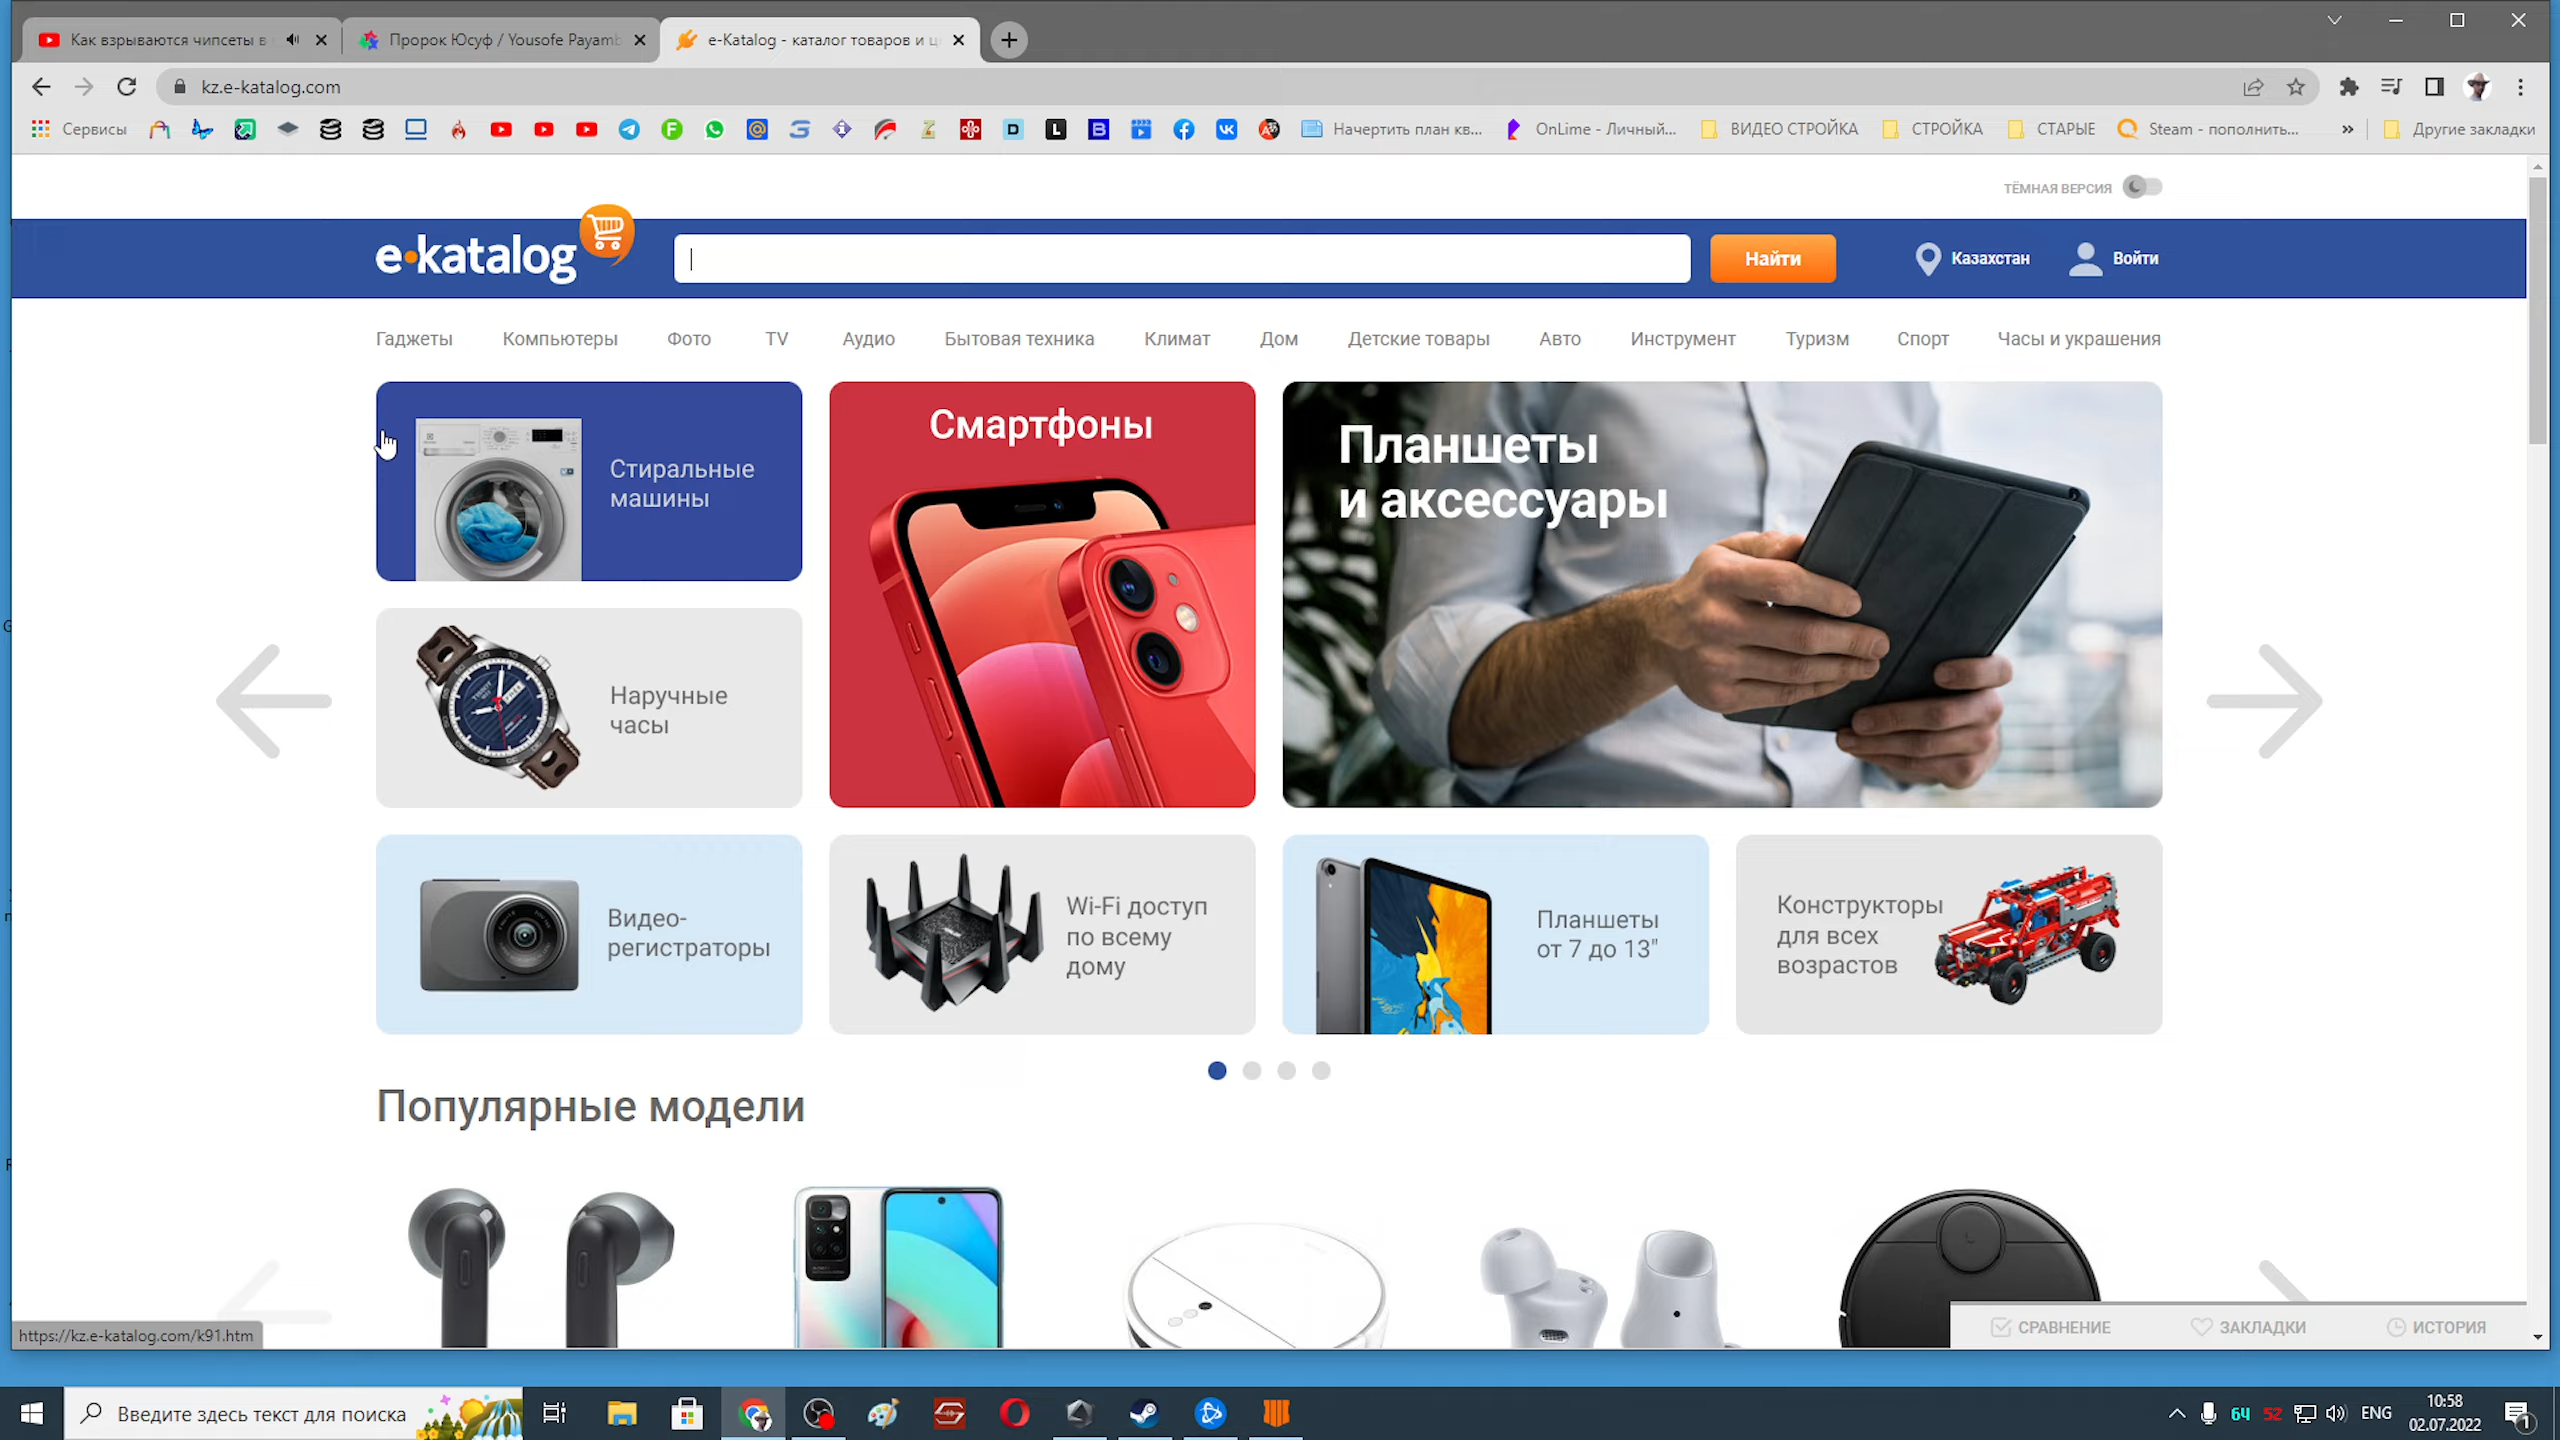 Как взрываются чипсеты в
Пророк Юсуф / Yousofe Payamb
e-Katalog - каталог товаров и ц
kz.e-katalog.com
Сервисы
Начертить план кв...
OnLime - Личный...
ВИДЕО СТРОЙКА
СТРОЙКА
СТАРЫЕ
Steam - пополнить...
»
Другие закладки
ТЁМНАЯ ВЕРСИЯ
e·katalog
Найти
Казахстан
Войти
Гаджеты
Компьютеры
Фото
TV
Аудио
Бытовая техника
Климат
Дом
Детские товары
Авто
Инструмент
Туризм
Спорт
Часы и украшения
Стиральные
машины
Смартфоны
Планшеты
и аксессуары
Наручные
часы
Видео-
регистраторы
Wi-Fi доступ
по всему
дому
Планшеты
от 7 до 13"
Конструкторы
для всех
возрастов
Популярные модели
https://kz.e-katalog.com/k91.htm
СРАВНЕНИЕ
ЗАКЛАДКИ
ИСТОРИЯ
Введите здесь текст для поиска
64
52
ENG
10:58
02.07.2022
1